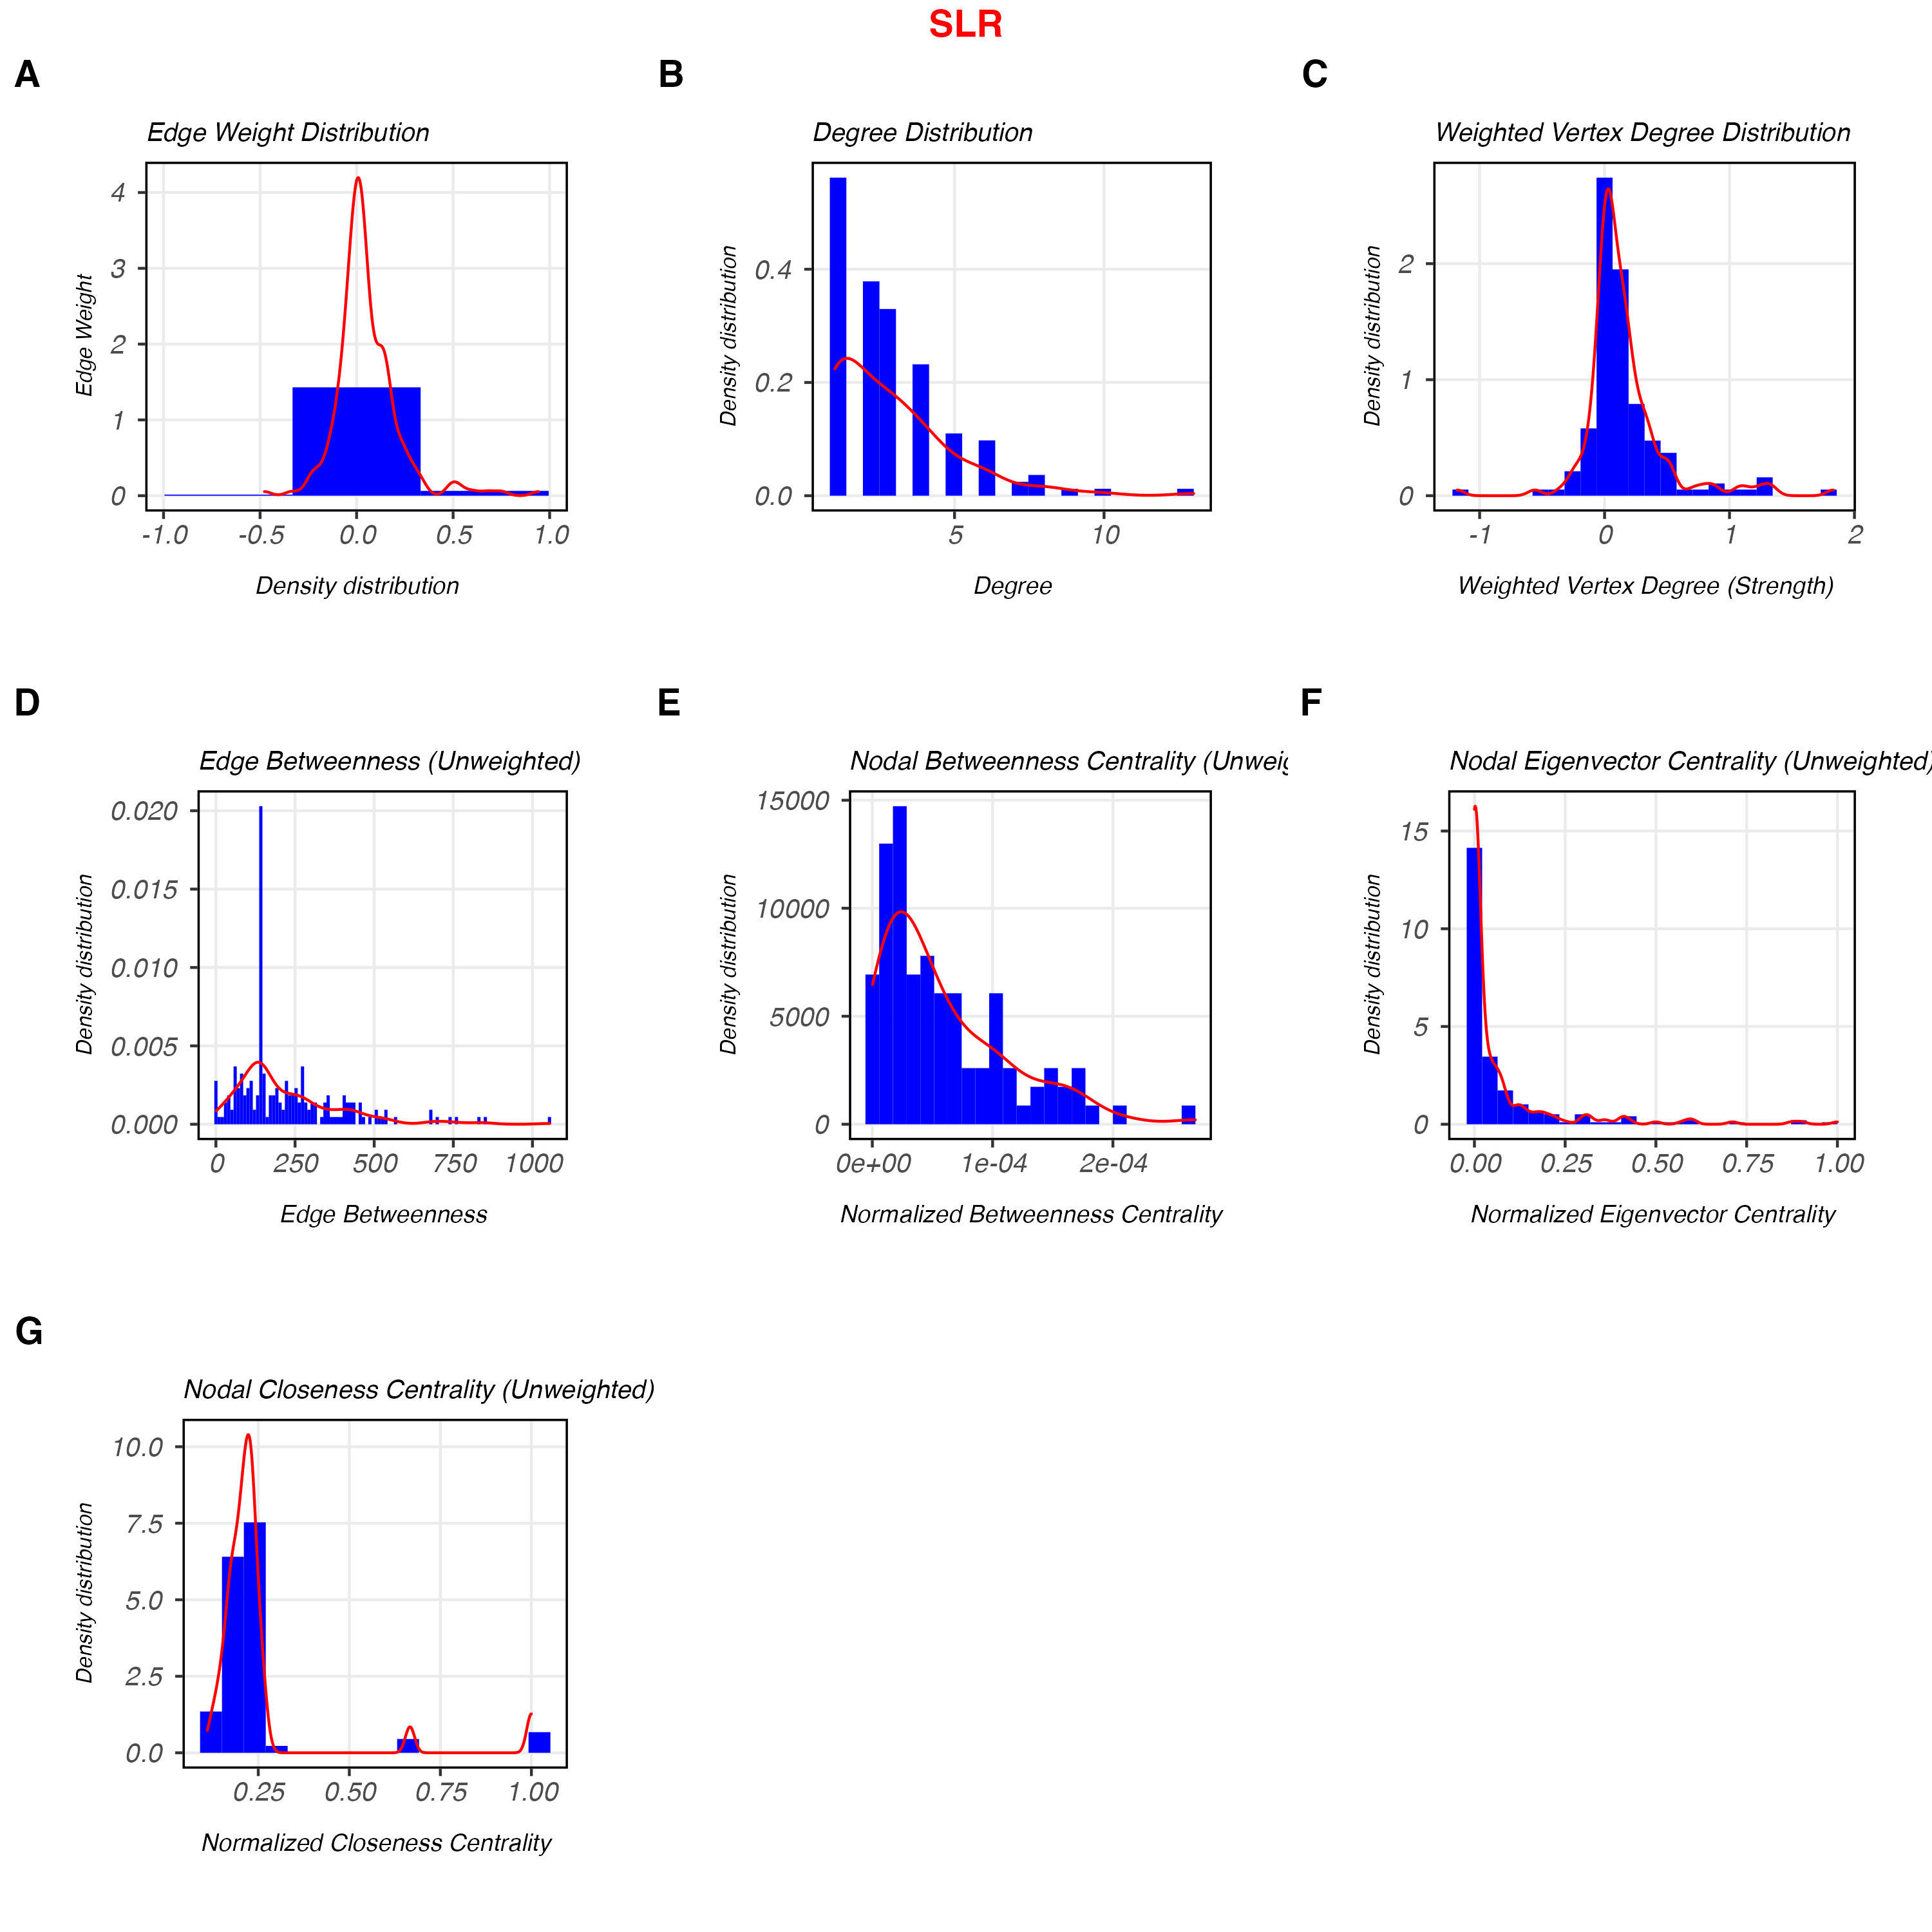 SLR
A
Edge Weight Distribution
Edge Weight
4
3
2
1
0
-1.0 -0.5 0.0 0.5 1.0
Density distribution
B
Degree Distribution
Density distribution
0.4
0.2
0.0
5 10
Degree
C
Weighted Vertex Degree Distribution
Density distribution
2
1
0
-1 0 1 2
Weighted Vertex Degree (Strength)
D
Edge Betweenness (Unweighted)
Density distribution
0.020
0.015
0.010
0.005
0.000
0 250 500 750 1000
Edge Betweenness
E
Nodal Betweenness Centrality (Unweig
Density distribution
15000
10000
5000
0
0e+00 1e-04 2e-04
Normalized Betweenness Centrality
F
Nodal Eigenvector Centrality (Unweighted)
Density distribution
15
10
5
0
0.00 0.25 0.50 0.75 1.00
Normalized Eigenvector Centrality
G
Nodal Closeness Centrality (Unweighted)
Density distribution
10.0
7.5
5.0
2.5
0.0
0.25 0.50 0.75 1.00
Normalized Closeness Centrality